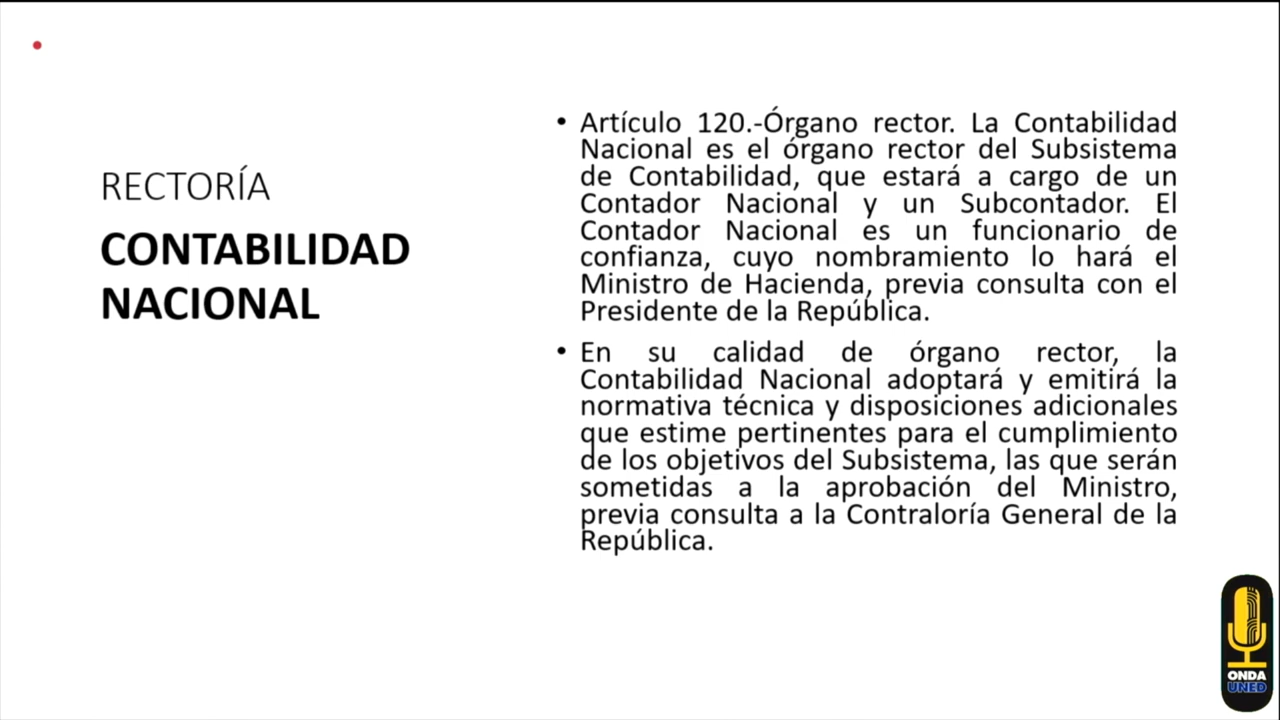 RECTORÍA
CONTABILIDAD
NACIONAL
• Artículo 120.-Órgano rector. La Contabilidad
Nacional es el órgano rector del Subsistema
de Contabilidad, que estará a cargo de un
Contador Nacional y un Subcontador. El
Contador Nacional es un funcionario de
confianza, cuyo nombramiento lo hará el
Ministro de Hacienda, previa consulta con el
Presidente de la República.
• En su calidad de órgano rector, la
Contabilidad Nacional adoptará y emitirá la
normativa técnica y disposiciones adicionales
que estime pertinentes para el cumplimiento
de los objetivos del Subsistema, las que serán
sometidas a la aprobación del Ministro,
previa consulta a la Contraloría General de la
República.
ONDA
UNED